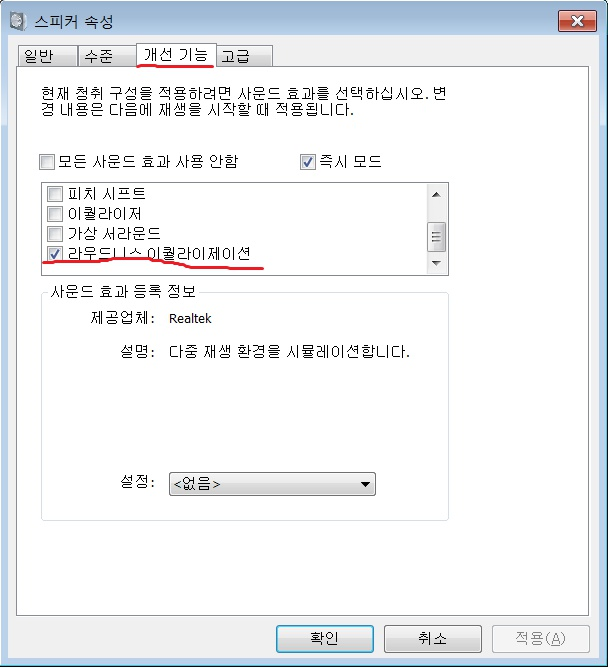 스피커 속성
일반 수준 개선 기능 고급
현재 청취 구성을 적용하려면 사운드 효과를 선택하십시오. 변
경 내용은 다음에 재생을 시작할 때 적용됩니다.
모든 사운드 효과 사용 안함 즉시 모드
피치 시프트
이퀄라이저
가상 서라운드
라우드니스 이퀄라이제이션
사운드 효과 등록 정보
제공업체: Realtek
설명: 다중 재생 환경을 시뮬레이션합니다.
설정: <없음>
확인 취소 적용(A)